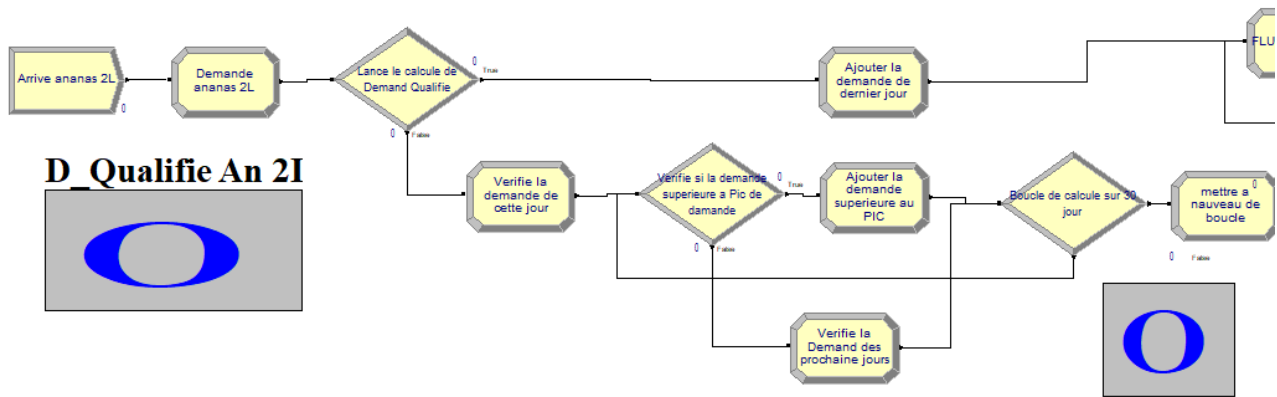 Arrive ananas 2L
0
Demande
ananas 2L
Lance le calcule de
Demand Qualifie
0
True
0
False
Ajouter la
demande de
dernier jour
FLU
D_Qualifie An 2I
0
Verifie la
demande de
cette jour
Verifie si la demande
superieure a Pic de
damande
0
True
0
False
Ajouter la
demande
superieure au
PIC
Boucle de calcule sur 30
jour
0
False
mettre a
nauveau de
boucle
0
Verifie la
Demand des
prochaine jours
0